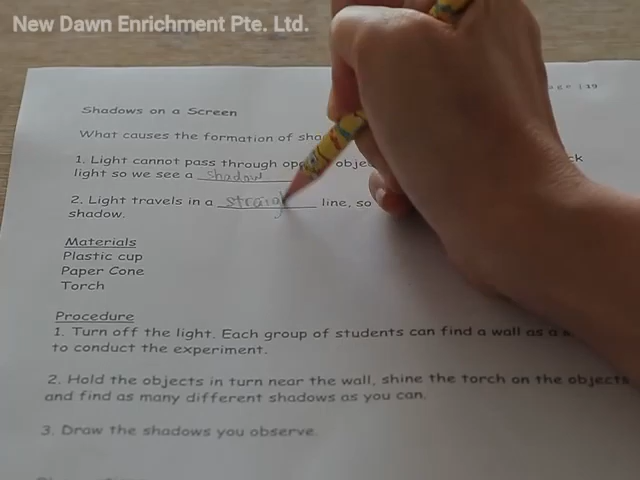 New Dawn Enrichment Pte. Ltd.
Shadows on a Screen
What causes the formation of sha
1. Light cannot pass through op
light so we see a shadow
2. Light travels in a straigh line, so
shadow.
Materials
Plastic cup
Paper Cone
Torch
Procedure
1. Turn off the light. Each group of students can find a wall as a
to conduct the experiment.
2. Hold the objects in turn near the wall, shine the torch on the objects
and find as many different shadows as you can.
3. Draw the shadows you observe.